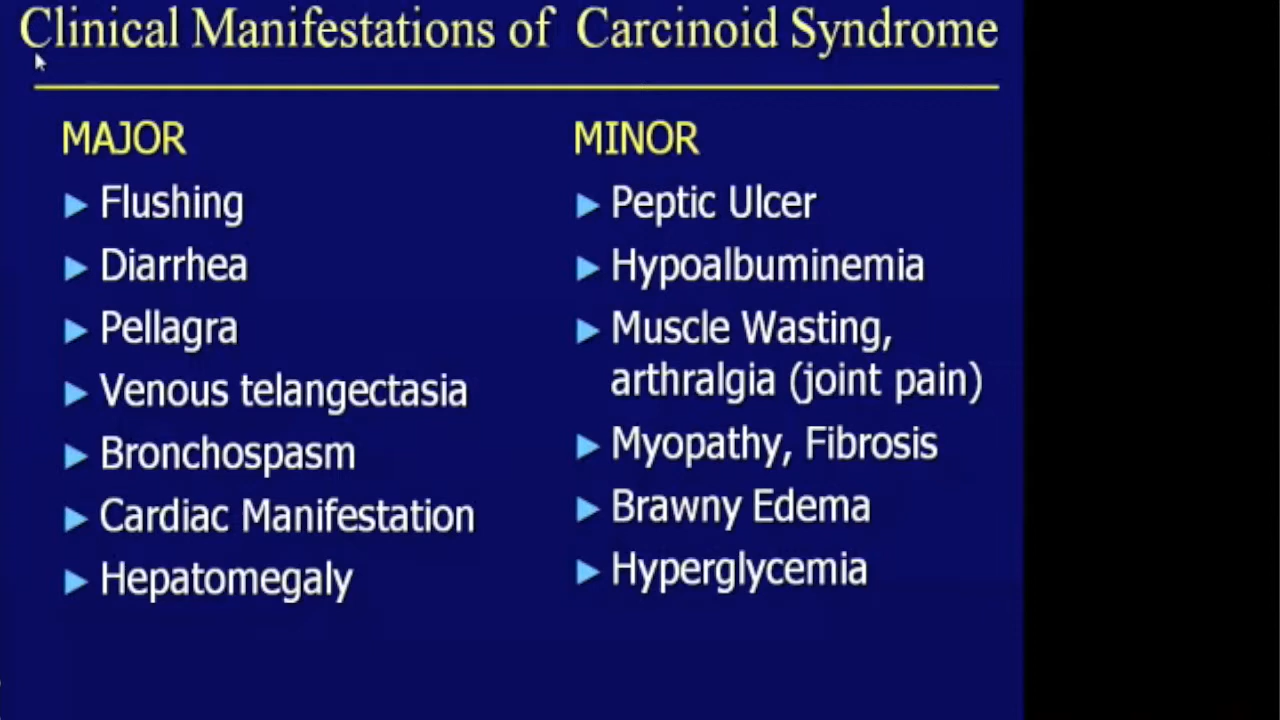 Clinical Manifestations of Carcinoid Syndrome
MAJOR
Flushing
Diarrhea
Pellagra
Venous telangectasia
Bronchospasm
Cardiac Manifestation
Hepatomegaly
MINOR
Peptic Ulcer
Hypoalbuminemia
Muscle Wasting,
arthralgia (joint pain)
Myopathy, Fibrosis
Brawny Edema
Hyperglycemia